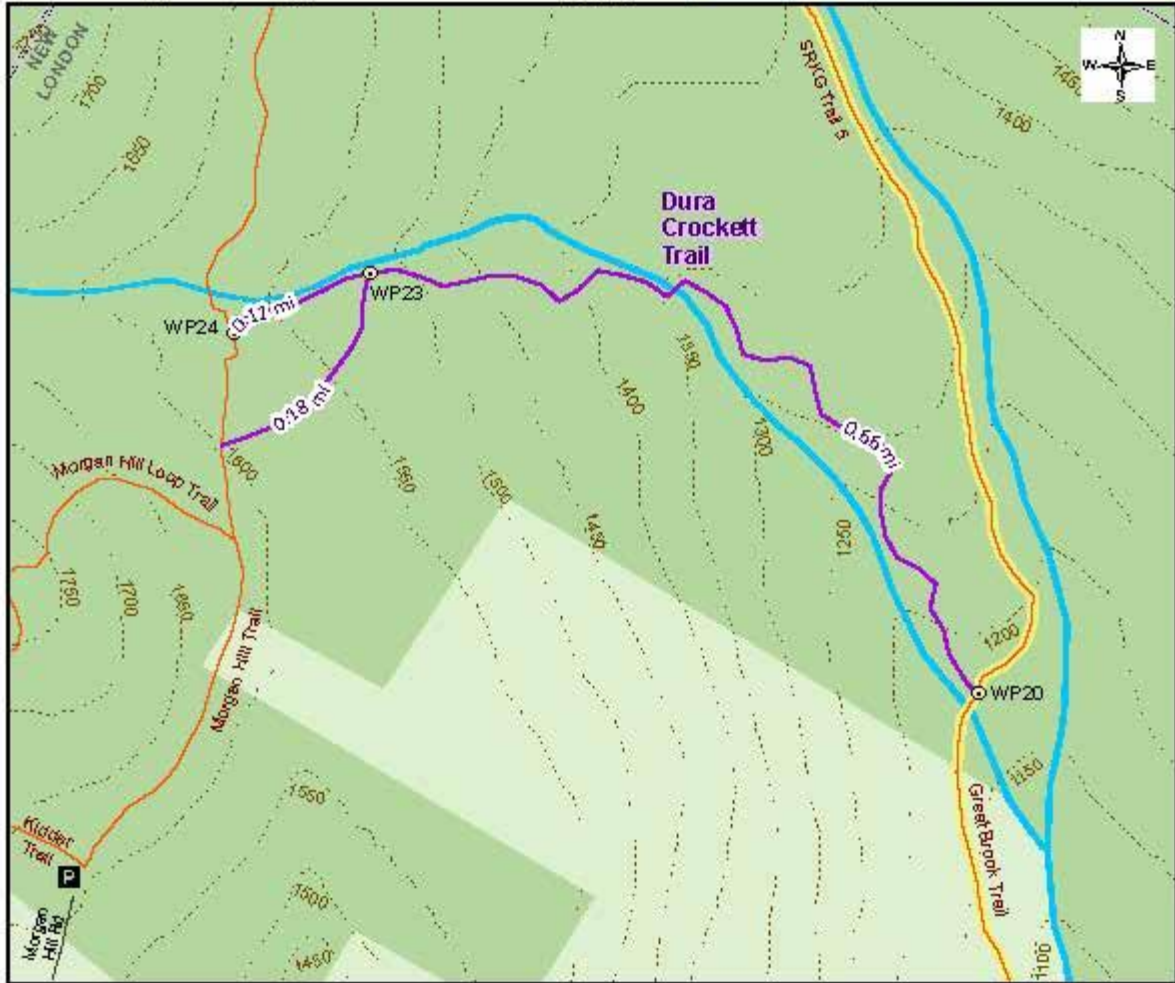 NEW
LONDON
1700
1650
SRKG Trail 5
1450
1400
N
W E
S
Dura
Crockett
Trail
WP23
WP24
0.12 mi
0.18 mi
1350
1400
1300
0.66 mi
1600
Morgan Hill Loop Trail
1550
1500
1450
1250
1750
1700
1650
Morgan Hill Trail
1200
WP20
1150
1550
Kidder
Trail
P
Great Brook Trail
1500
Morgan
Hill Rd
1450
1100